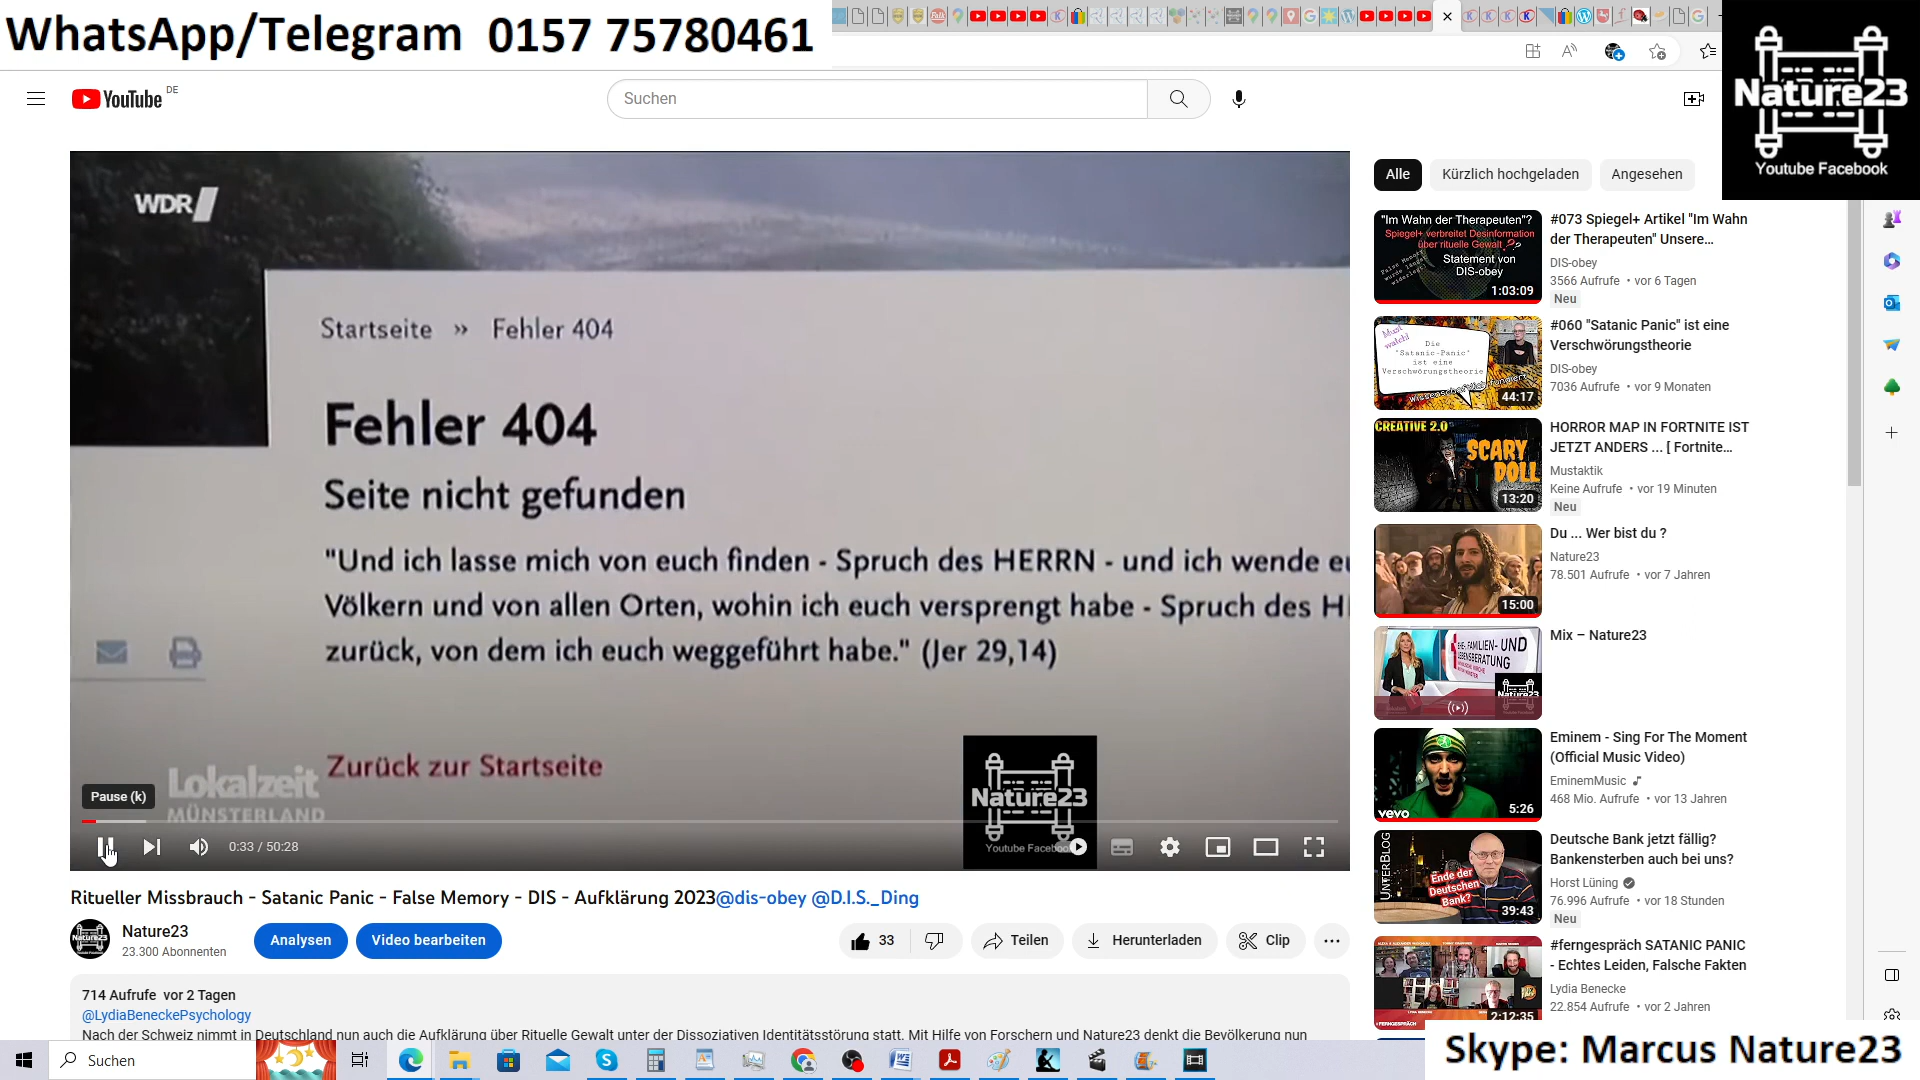 WhatsApp/Telegram 0157 75780461
YouTube DE
Suchen
Nature23
Youtube Facebook
WDR
Startseite » Fehler 404
Fehler 404
Seite nicht gefunden
"Und ich lasse mich von euch finden - Spruch des HERRN - und ich wende
Völkern und von allen Orten, wohin ich euch versprengt habe - Spruch des
zurück, von dem ich euch weggeführt habe." (Jer 29,14)
Zurück zur Startseite
Lokalzeit
MÜNSTERLAND
Nature23
Pause (k)
0:33 / 50:28
Ritueller Missbrauch - Satanic Panic - False Memory - DIS - Aufklärung 2023@dis-obey @D.I.S._Ding
Nature23
23.300 Abonnenten
Analysen
Video bearbeiten
33
Teilen
Herunterladen
Clip
714 Aufrufe vor 2 Tagen
@LydiaBeneckePsychology
Nach der Schweiz nimmt in Deutschland nun auch die Aufklärung über Rituelle Gewalt unter der Dissoziativen Identitätsstörung statt. Mit Hilfe von Forschern und Nature23 denkt die Bevölkerung nun
Alle
Kürzlich hochgeladen
Angesehen
"Im Wahn der Therapeuten"?
Spiegel+ verbreitet Desinformation
über rituelle Gewalt
Statement von
DIS-obey
1:03:09
#073 Spiegel+ Artikel "Im Wahn
der Therapeuten" Unsere...
DIS-obey
3566 Aufrufe • vor 6 Tagen
Neu
Must
watch!
Die
"Satanic-Panic"
ist eine
Verschwörungstheorie
44:17
#060 "Satanic Panic" ist eine
Verschwörungstheorie
DIS-obey
7036 Aufrufe • vor 9 Monaten
CREATIVE 2.0
SCARY
DOLL
13:20
HORROR MAP IN FORTNITE IST
JETZT ANDERS ... [ Fortnite...
Mustaktik
Keine Aufrufe • vor 19 Minuten
Neu
15:00
Du ... Wer bist du ?
Nature23
78.501 Aufrufe • vor 7 Jahren
EHE-, FAMILIEN- UND
LEBENSBERATUNG
Nature23
Mix – Nature23
vevo
5:26
Eminem - Sing For The Moment
(Official Music Video)
EminemMusic
468 Mio. Aufrufe • vor 13 Jahren
UNTERBLOG
Ende der
Deutschen
Bank?
39:43
Deutsche Bank jetzt fällig?
Bankensterben auch bei uns?
Horst Lüning
76.996 Aufrufe • vor 18 Stunden
Neu
#FERNGESPRÄCH
2:12:35
#ferngespräch SATANIC PANIC
- Echtes Leiden, Falsche Fakten
Lydia Benecke
22.854 Aufrufe • vor 2 Jahren
Suchen
Skype: Marcus Nature23